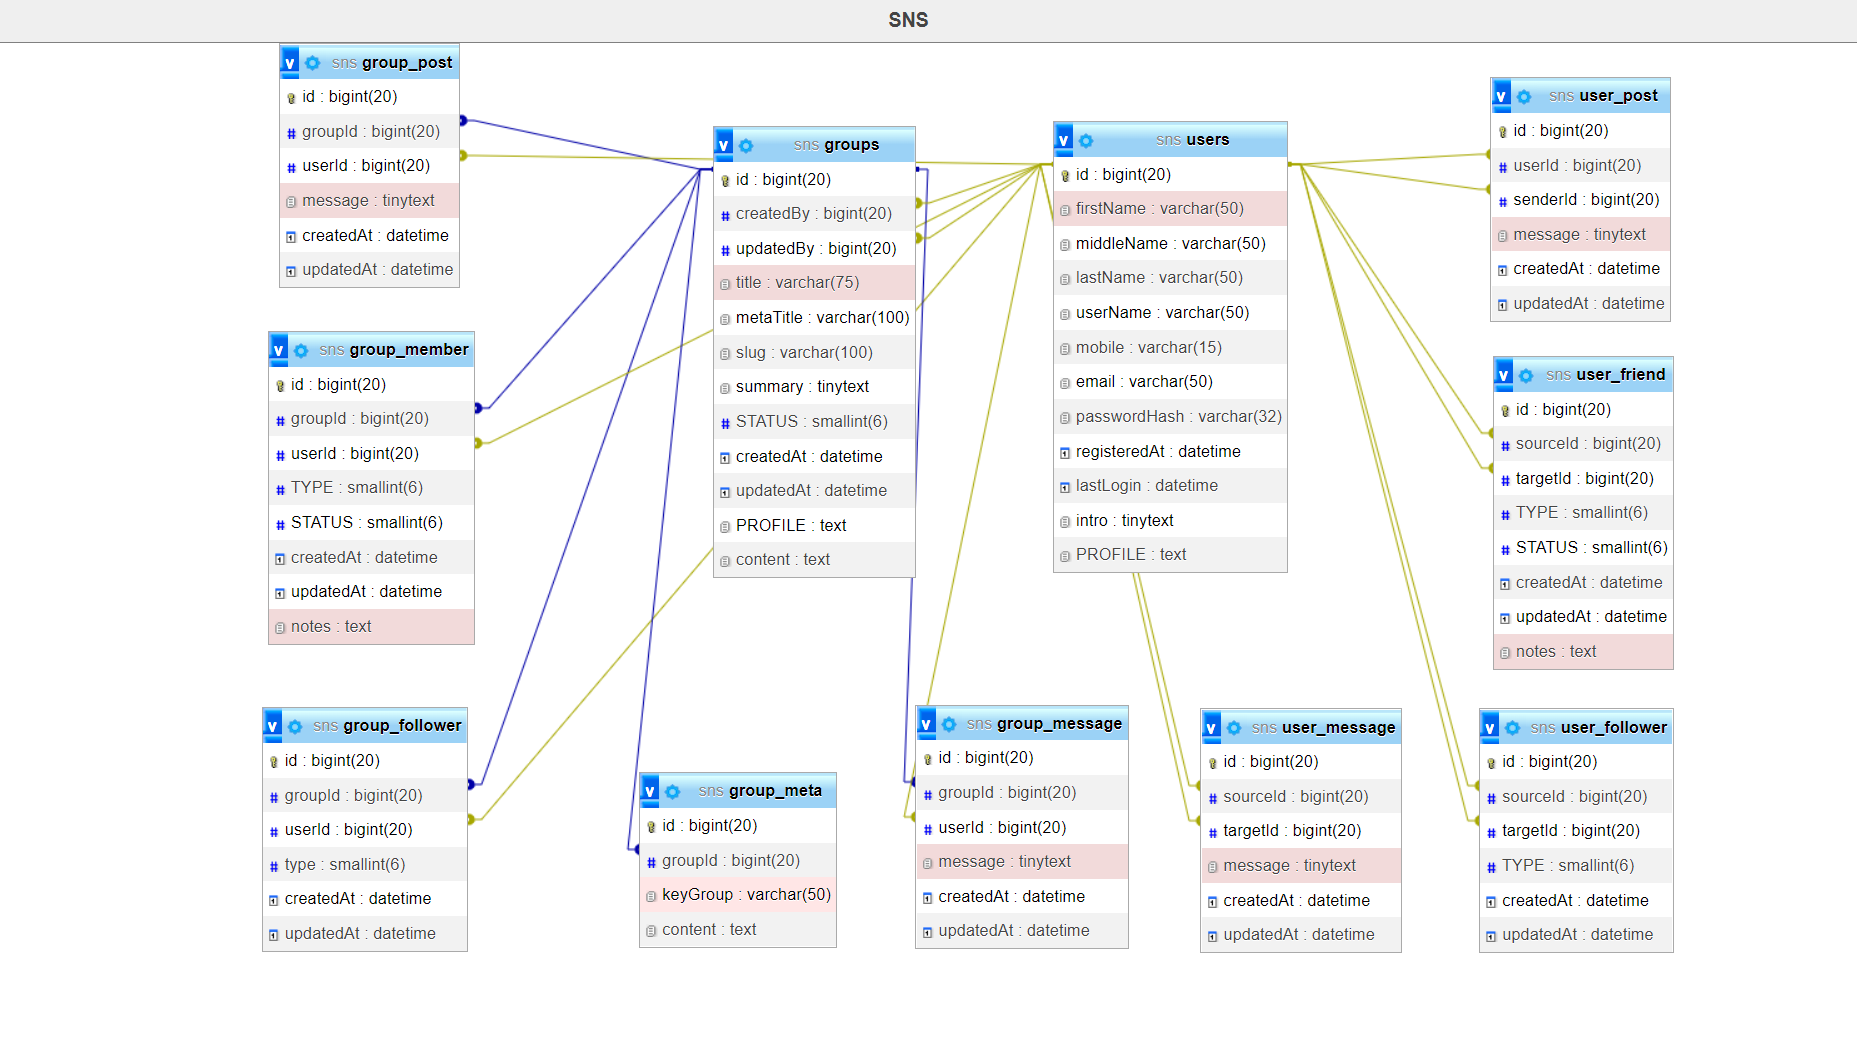 SNS
v sns group_post
id : bigint(20)
groupId : bigint(20)
userId : bigint(20)
message : tinytext
createdAt : datetime
updatedAt : datetime
v sns group_member
id : bigint(20)
groupId : bigint(20)
userId : bigint(20)
TYPE : smallint(6)
STATUS : smallint(6)
createdAt : datetime
updatedAt : datetime
notes : text
v sns group_follower
id : bigint(20)
groupId : bigint(20)
userId : bigint(20)
type : smallint(6)
createdAt : datetime
updatedAt : datetime
v sns groups
id : bigint(20)
createdBy : bigint(20)
updatedBy : bigint(20)
title : varchar(75)
metaTitle : varchar(100)
slug : varchar(100)
summary : tinytext
STATUS : smallint(6)
createdAt : datetime
updatedAt : datetime
PROFILE : text
content : text
v sns group_meta
id : bigint(20)
groupId : bigint(20)
keyGroup : varchar(50)
content : text
v sns users
id : bigint(20)
firstName : varchar(50)
middleName : varchar(50)
lastName : varchar(50)
userName : varchar(50)
mobile : varchar(15)
email : varchar(50)
passwordHash : varchar(32)
registeredAt : datetime
lastLogin : datetime
intro : tinytext
PROFILE : text
v sns group_message
id : bigint(20)
groupId : bigint(20)
userId : bigint(20)
message : tinytext
createdAt : datetime
updatedAt : datetime
v sns user_message
id : bigint(20)
sourceId : bigint(20)
targetId : bigint(20)
message : tinytext
createdAt : datetime
updatedAt : datetime
v sns user_post
id : bigint(20)
userId : bigint(20)
senderId : bigint(20)
message : tinytext
createdAt : datetime
updatedAt : datetime
v sns user_friend
id : bigint(20)
sourceId : bigint(20)
targetId : bigint(20)
TYPE : smallint(6)
STATUS : smallint(6)
createdAt : datetime
updatedAt : datetime
notes : text
v sns user_follower
id : bigint(20)
sourceId : bigint(20)
targetId : bigint(20)
TYPE : smallint(6)
createdAt : datetime
updatedAt : datetime